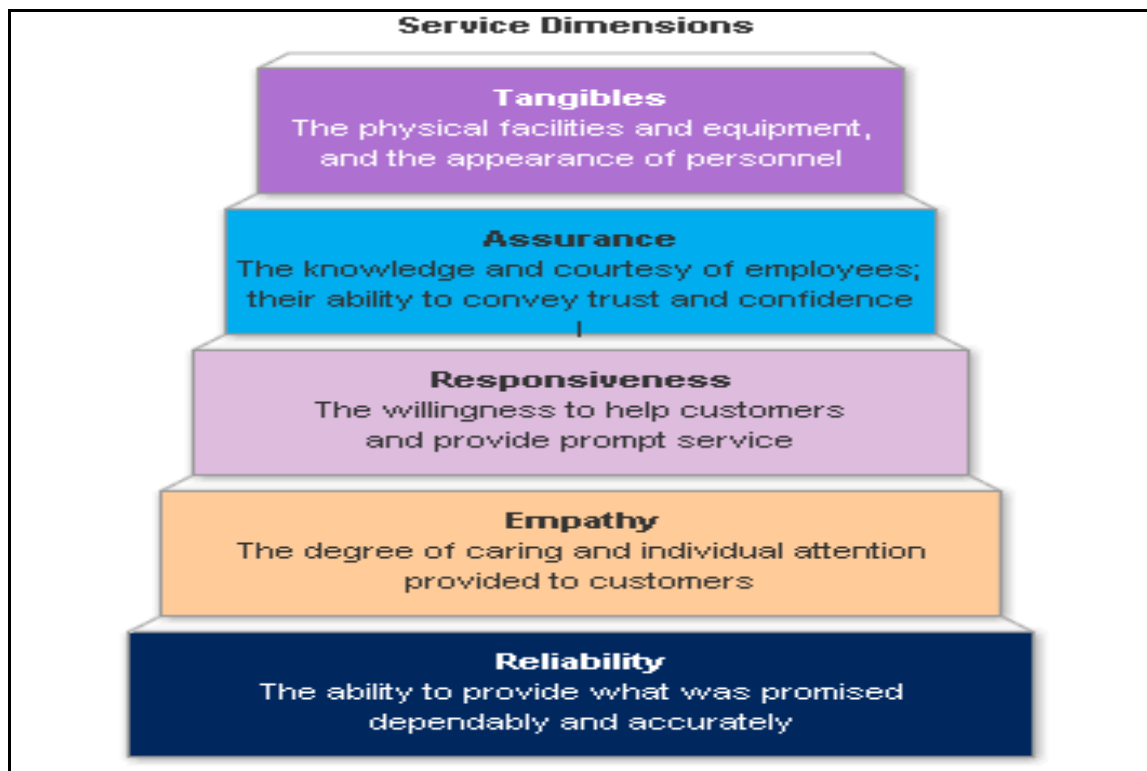 Service Dimensions
Tangibles
The physical facilities and equipment,
and the appearance of personnel
Assurance
The knowledge and courtesy of employees;
their ability to convey trust and confidence
Responsiveness
The willingness to help customers
and provide prompt service
Empathy
The degree of caring and individual attention
provided to customers
Reliability
The ability to provide what was promised
dependably and accurately